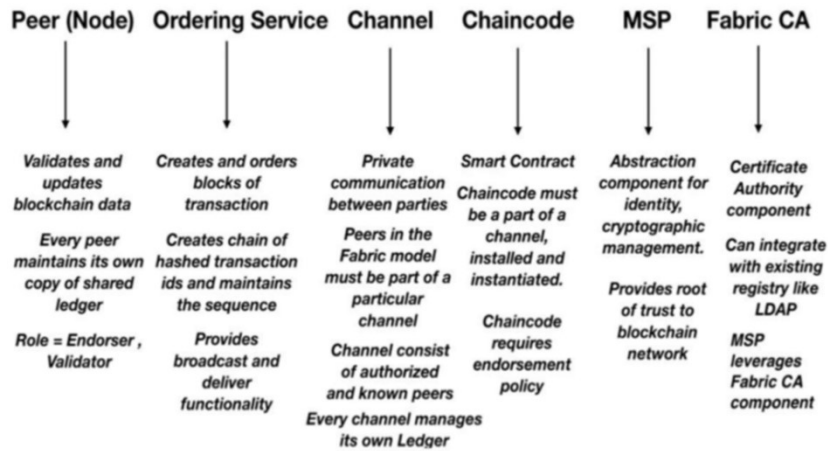 Peer (Node)
Validates and
updates
blockchain data
Every peer
maintains its own
copy of shared
ledger
Role = Endorser ,
Validator
Ordering Service
Creates and orders
blocks of
transaction
Creates chain of
hashed transaction
ids and maintains
the sequence
Provides
broadcast and
deliver
functionality
Channel
Private
communication
between parties
Peers in the
Fabric model
must be part of a
particular
channel
Channel consist
of authorized
and known peers
Every channel manages
its own Ledger
Chaincode
Smart Contract
Chaincode must
be a part of a
channel,
installed and
instantiated.
Chaincode
requires
endorsement
policy
MSP
Abstraction
component for
identity,
cryptographic
management.
Provides root
of trust to
blockchain
network
Fabric CA
Certificate
Authority
component
Can integrate
with existing
registry like
LDAP
MSP
leverages
Fabric CA
component